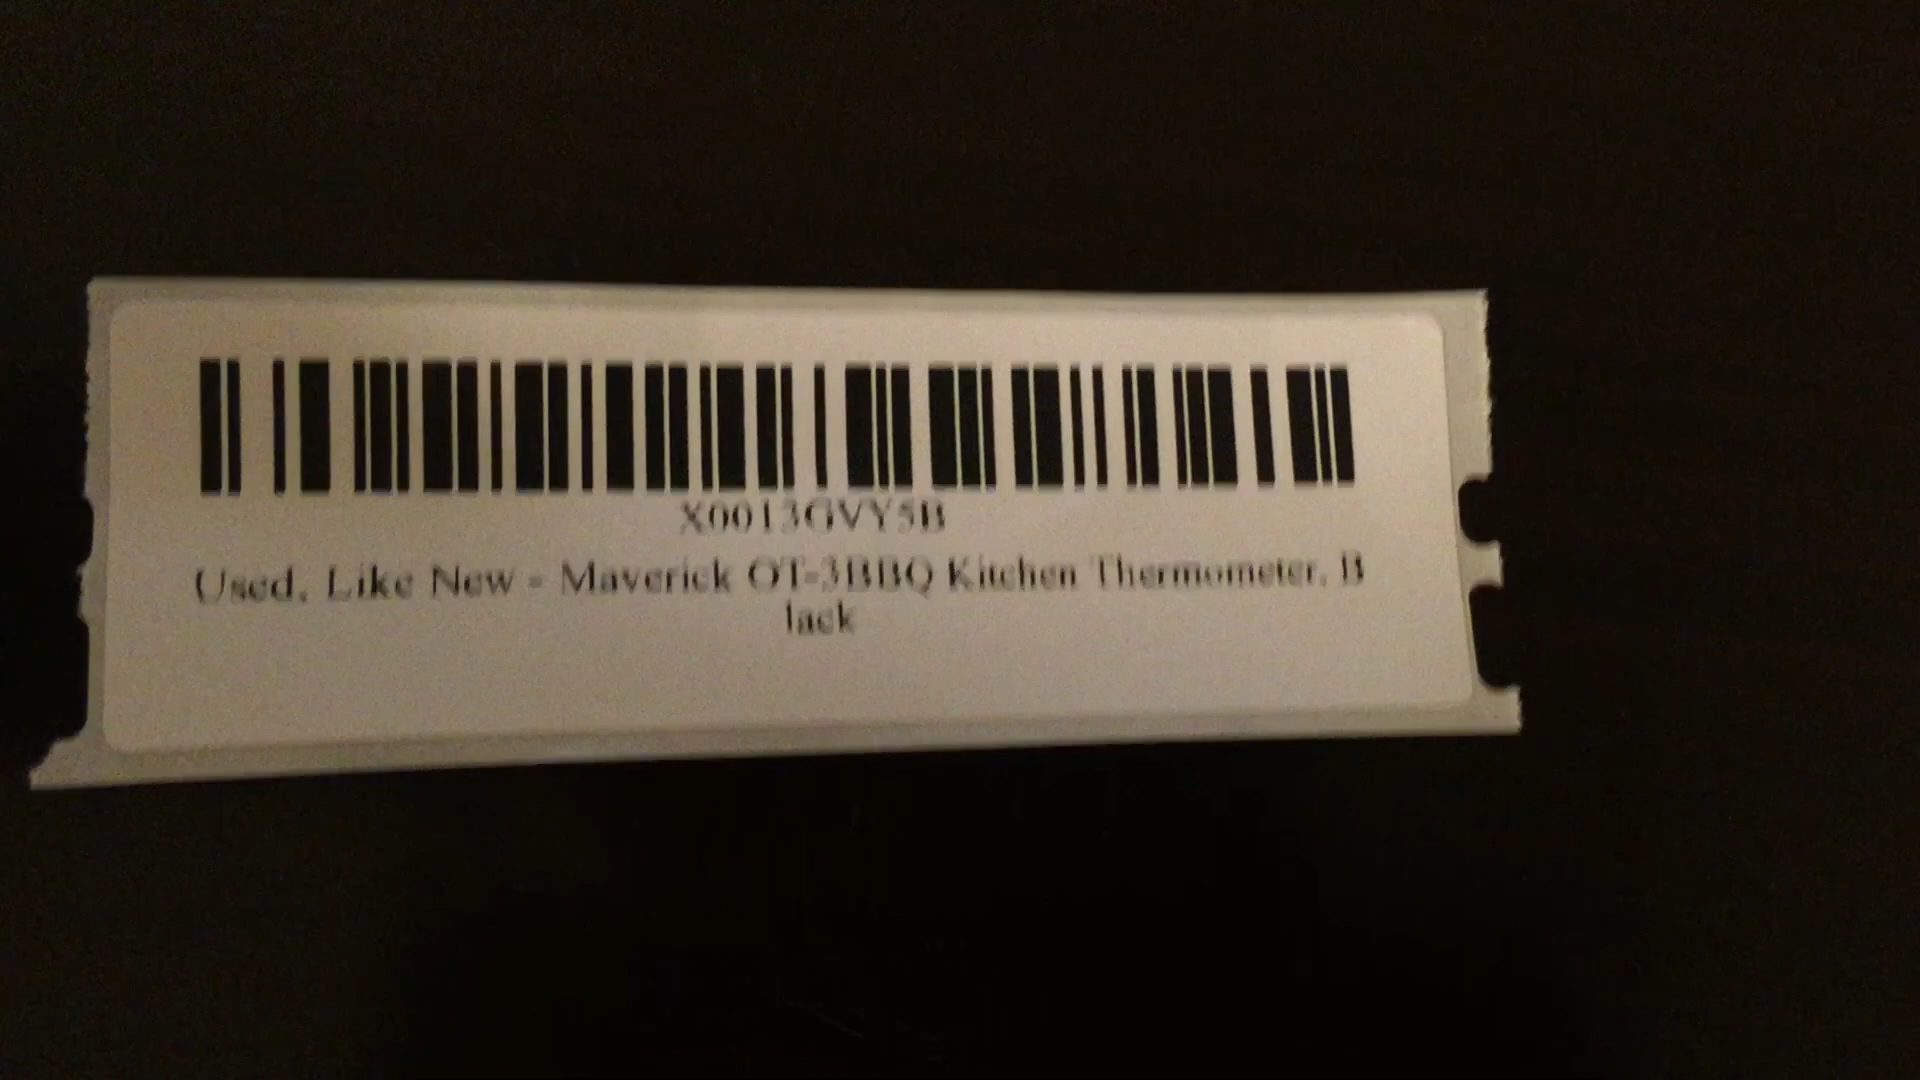 X0013GVY5B
Used, Like New - Maverick OT-3BBQ Kitchen Thermometer, B
lack